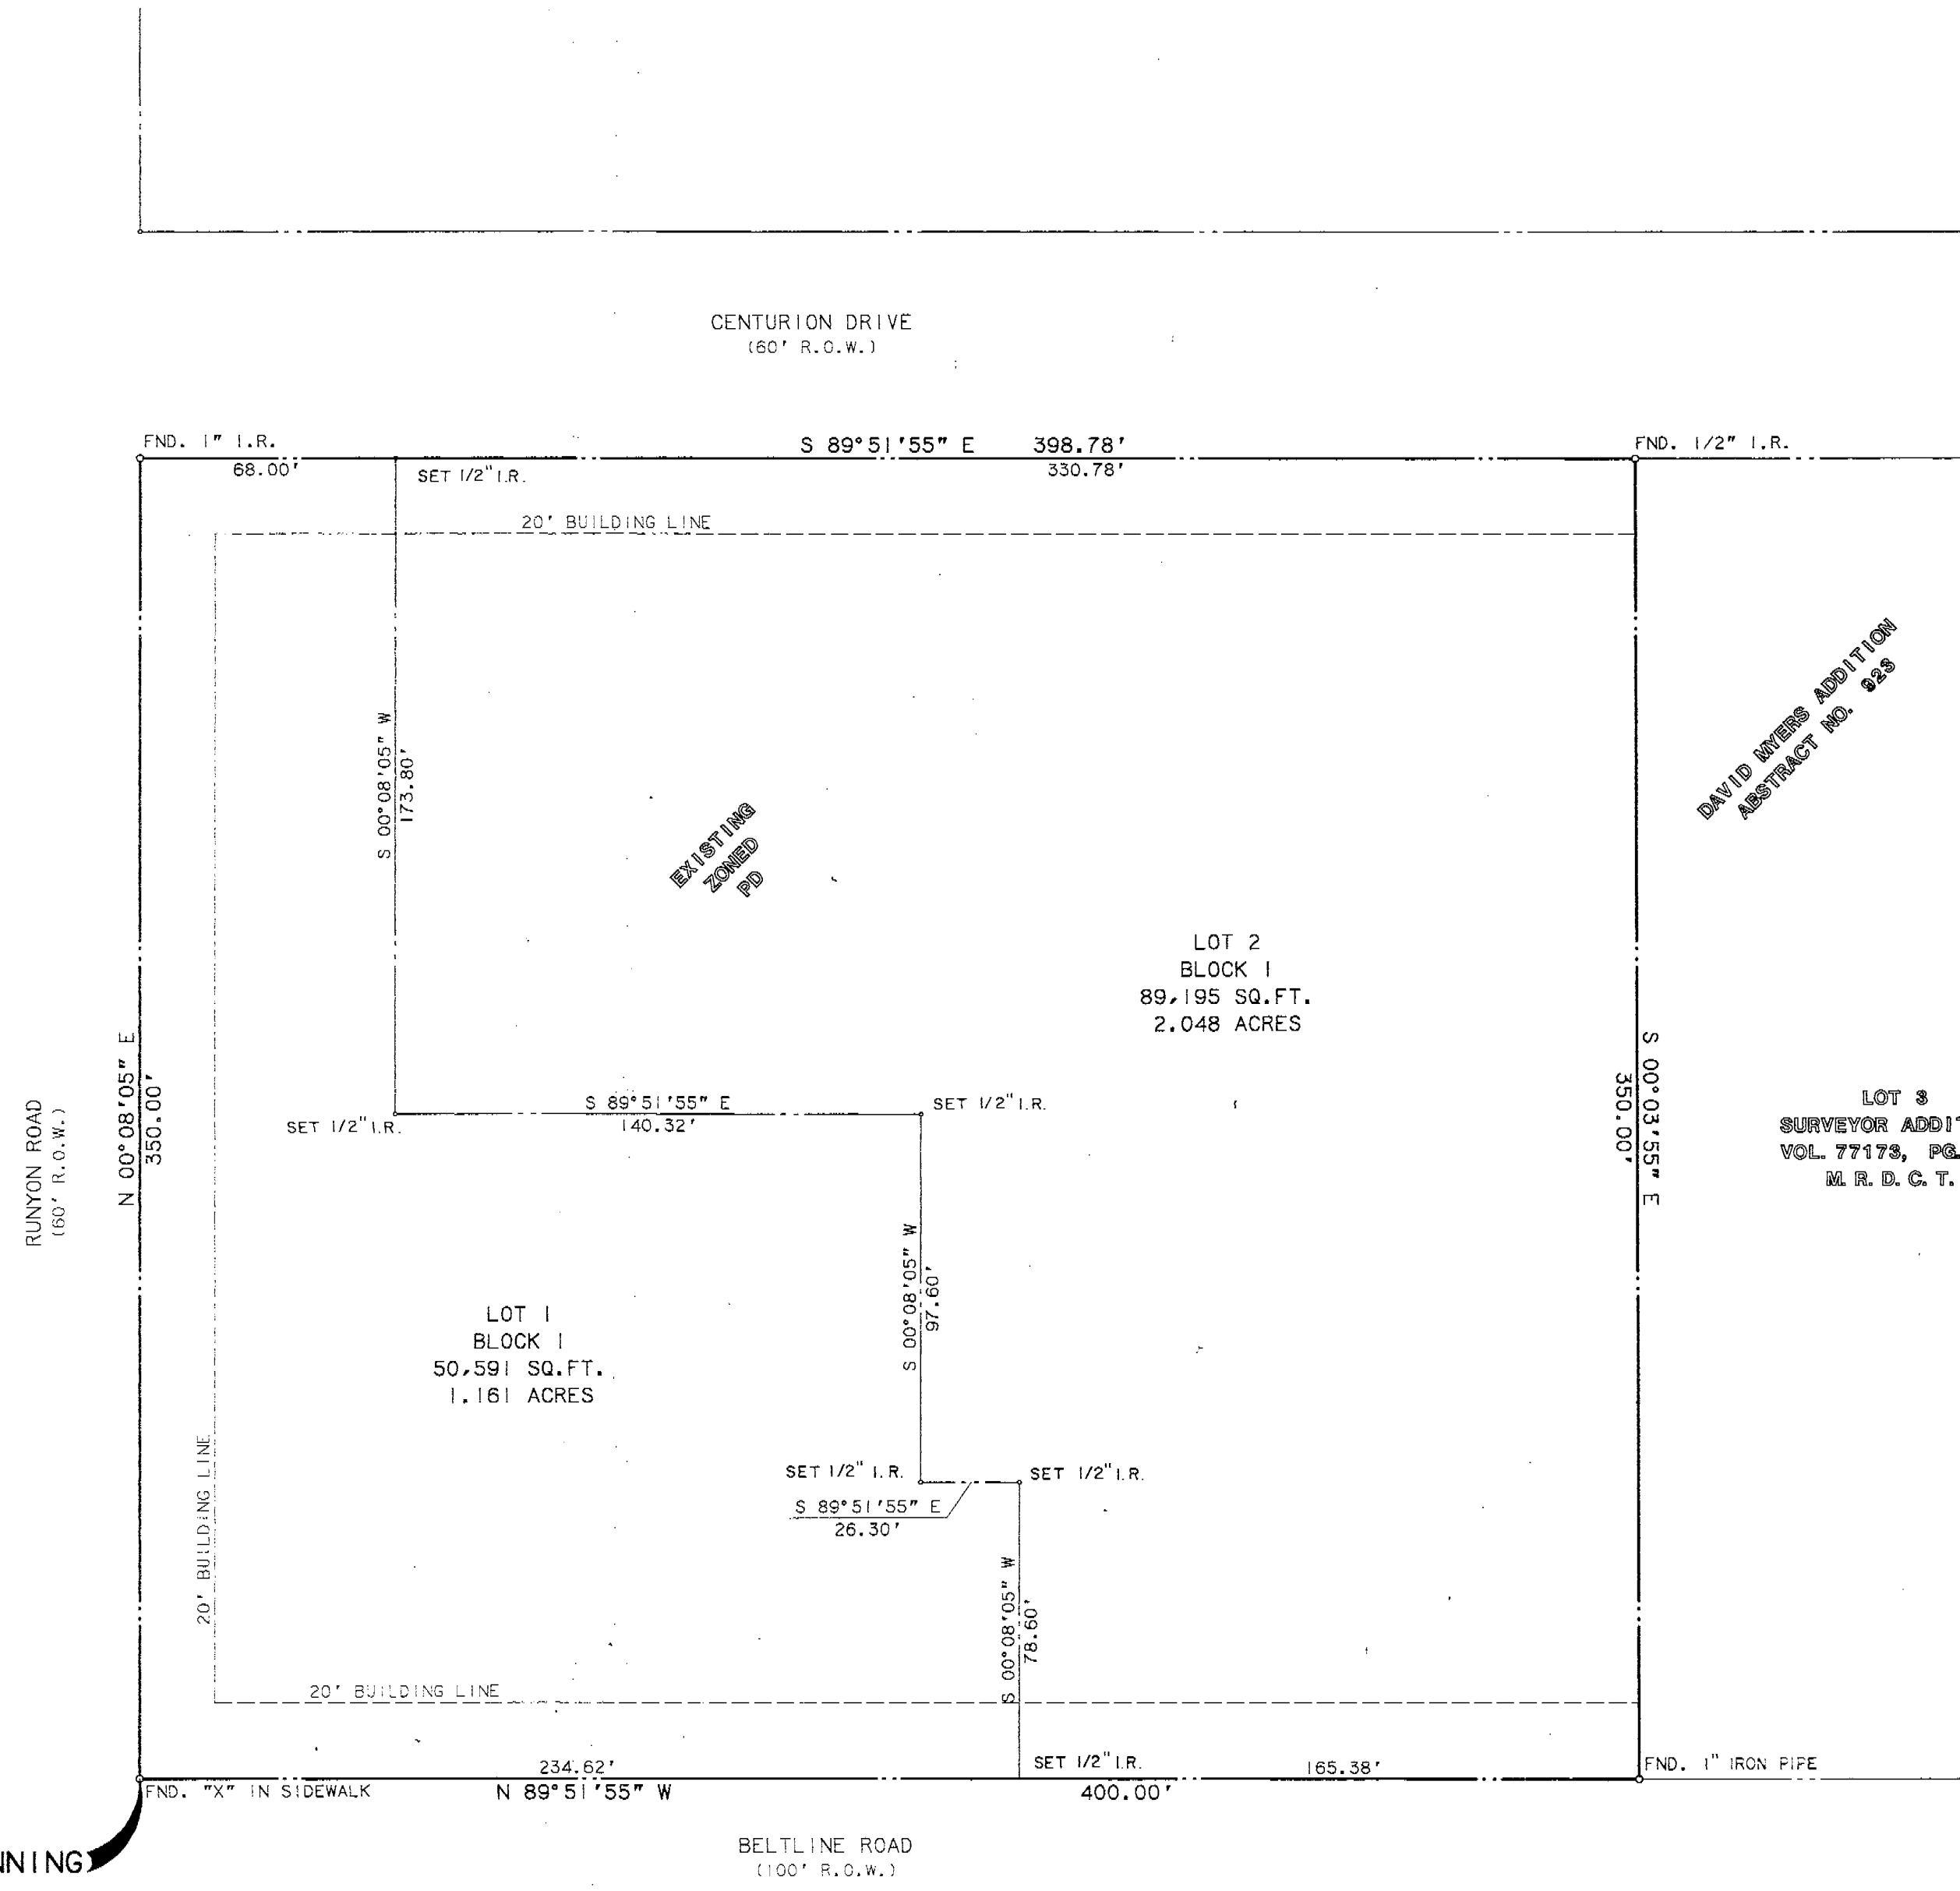 CENTURION DRIVE
(60' R.O.W.)
FND. 1" I.R.
S 89°51'55" E 398.78'
FND. 1/2" I.R.
68.00'
SET 1/2" I.R.
330.78'
20' BUILDING LINE
DAVID MYERS ADDITION
ABSTRACT NO. 923
S 00°08'05" W
173.80'
EXISTING
ZONED
PD
LOT 2
BLOCK 1
89,195 SQ.FT.
2.048 ACRES
RUNYON ROAD
(60' R.O.W.)
N 00°08'05" E
350.00'
S 89°51'55" E
140.32'
SET 1/2" I.R.
SET 1/2" I.R.
S 00°03'55" E
350.00'
LOT 3
SURVEYOR ADDIT
VOL. 77173, PG.
M. R. D. C. T.
S 00°08'05" W
97.60'
LOT 1
BLOCK 1
50,591 SQ.FT.
1.161 ACRES
20' BUILDING LINE
SET 1/2" I.R.
SET 1/2" I.R.
S 89°51'55" E
26.30'
S 00°08'05" W
78.60'
20' BUILDING LINE
234.62'
SET 1/2" I.R.
165.38'
FND. 1" IRON PIPE
FND. "X" IN SIDEWALK
N 89°51'55" W
400.00'
BELTLINE ROAD
(100' R.O.W.)
NNING